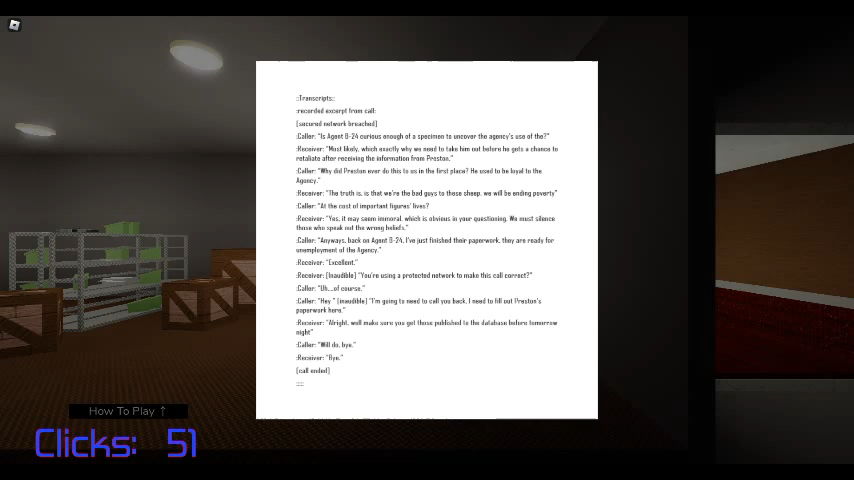 ::Transcripts::
:recorded excerpt from call:
[secured network breached]
:Caller: "Is Agent B-24 curious enough of a specimen to uncover the agency's use of the?"
:Receiver: "Most likely, which exactly why we need to take him out before he gets a chance to
retaliate after receiving the information from Preston."
:Caller: "Why did Preston ever do this to us in the first place? He used to be loyal to the
Agency."
:Receiver: "The truth is, is that we're the bad guys to those sheep, we will be ending poverty"
:Caller: "At the cost of important figures' lives?
:Receiver: "Yes, it may seem immoral, which is obvious in your questioning. We must silence
those who speak out the wrong beliefs."
:Caller: "Anyways, back on Agent B-24, I've just finished their paperwork, they are ready for
unemployment of the Agency."
:Receiver: "Excellent."
:Receiver: [Inaudible] "You're using a protected network to make this call correct?"
:Caller: "Uh....of course."
:Caller: "Hey " [inaudible] "I'm going to need to call you back, I need to fill out Preston's
paperwork here."
:Receiver: "Alright, well make sure you get those published to the database before tomorrow
night"
:Caller: "Will do, bye."
:Receiver: "Bye."
[call ended]
::::
How To Play ↑
Clicks: 51